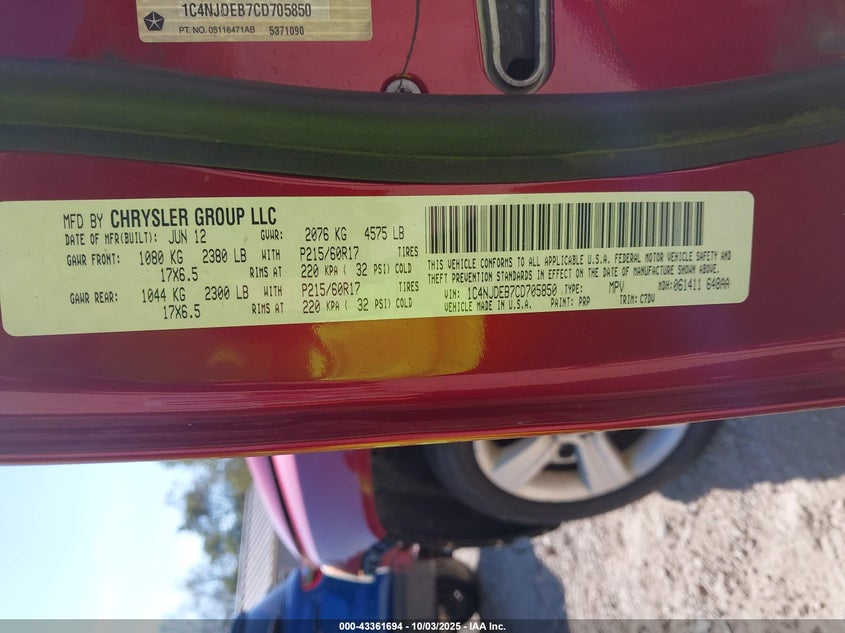 1C4NJDEB7CD705850
PT. NO. 05116471AB 5371090
MFD BY CHRYSLER GROUP LLC
DATE OF MFR(BUILT): JUN 12 GVWR: 2076 KG 4575 LB
GAWR FRONT: 1080 KG 2380 LB WITH P215/60R17 TIRES
17X6.5 RIMS AT 220 KPA ( 32 PSI) COLD
GAWR REAR: 1044 KG 2300 LB WITH P215/60R17 TIRES
17X6.5 RIMS AT 220 KPA ( 32 PSI) COLD
THIS VEHICLE CONFORMS TO ALL APPLICABLE U.S.A. FEDERAL MOTOR VEHICLE SAFETY AND
THEFT PREVENTION STANDARDS IN EFFECT ON THE DATE OF MANUFACTURE SHOWN ABOVE.
VIN: 1C4NJDEB7CD705850 TYPE: MPV MDH: 061411 648AA
VEHICLE MADE IN U.S.A. PAINT: PRP TRIM: C7DV
000-43361694 - 10/03/2025 - IAA Inc.